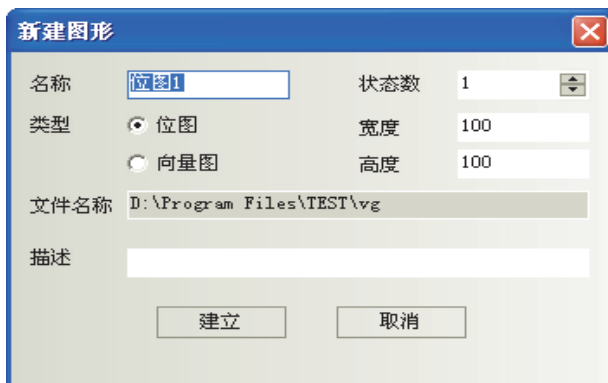 新建图形
名称 位图1 状态数 1
类型 位图 宽度 100
向量图 高度 100
文件名称 D:\Program Files\TEST\vg
描述
建立 取消